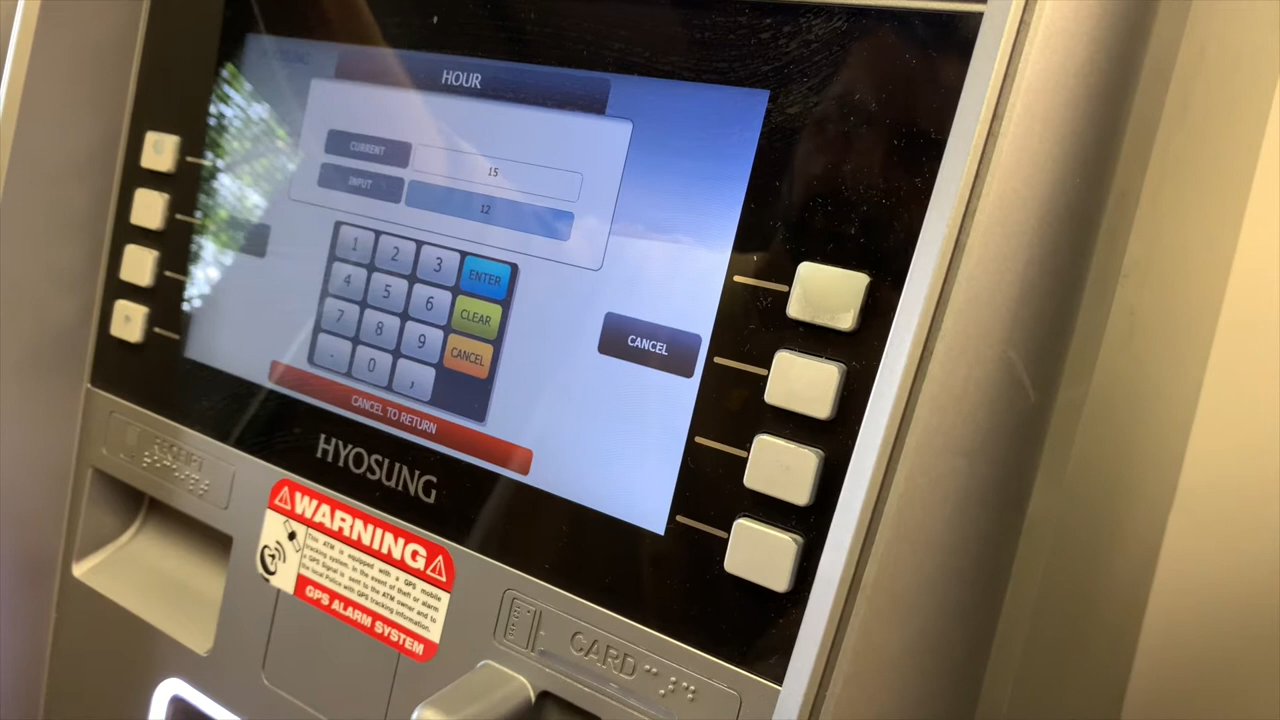 HOUR
CURRENT
15
INPUT
12
1 2 3 ENTER
4 5 6 CLEAR
7 8 9 CANCEL
. 0 ,
CANCEL
CANCEL TO RETURN
HYOSUNG
RECEIPT
WARNING
This ATM is equipped with a GPS mobile
tracking system. In the event of theft or alarm
a GPS Signal is sent to the ATM owner and to
the local Police with GPS tracking information.
GPS ALARM SYSTEM
CARD